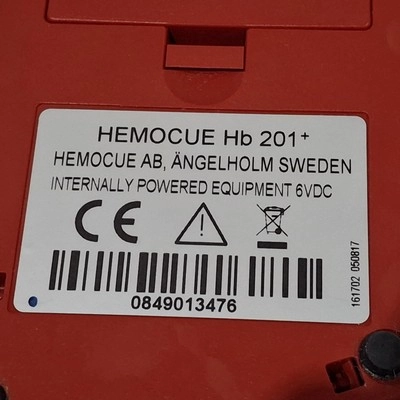 HEMOCUE Hb 201+
HEMOCUE AB, ÄNGELHOLM SWEDEN
INTERNALLY POWERED EQUIPMENT 6VDC
CE
0849013476
161702 050817